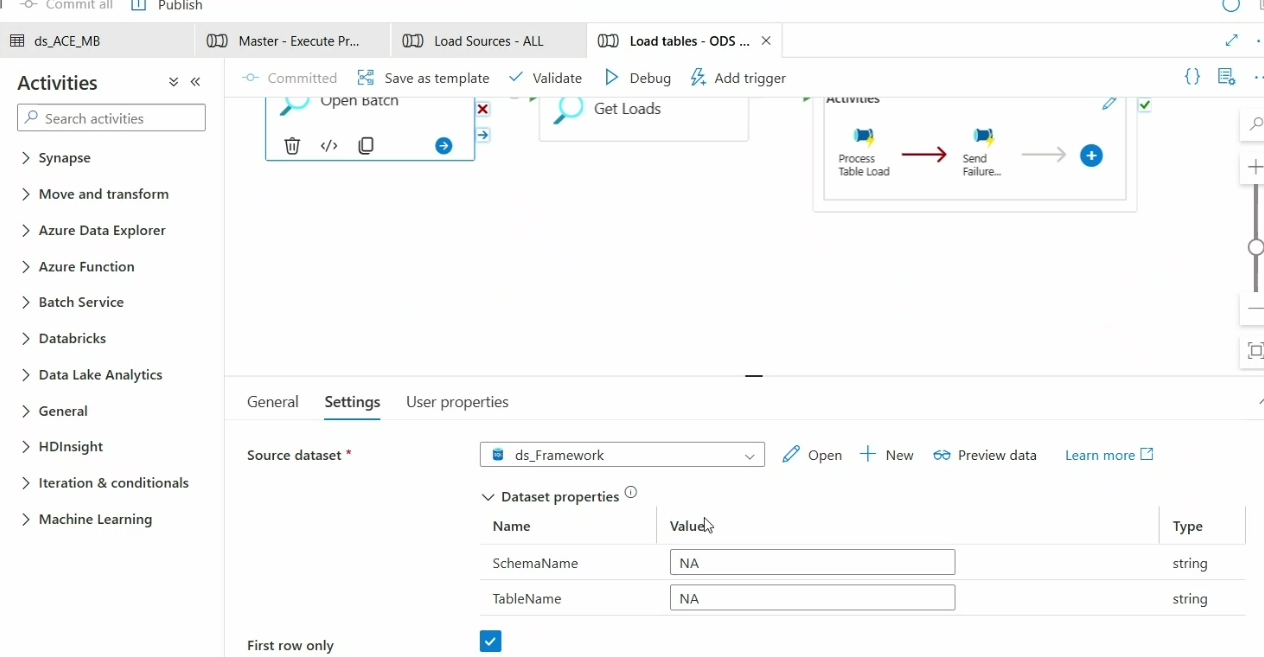 Commit all
Publish
ds_ACE_MB
Master - Execute Pr...
Load Sources - ALL
Load tables - ODS ...
Activities
Search activities
Synapse
Move and transform
Azure Data Explorer
Azure Function
Batch Service
Databricks
Data Lake Analytics
General
HDInsight
Iteration & conditionals
Machine Learning
Committed
Save as template
Validate
Debug
Add trigger
Open Batch
Get Loads
Activities
Process
Table Load
Send
Failure...
General
Settings
User properties
Source dataset *
ds_Framework
Open
New
Preview data
Learn more
Dataset properties
Name
Value
Type
SchemaName
NA
string
TableName
NA
string
First row only